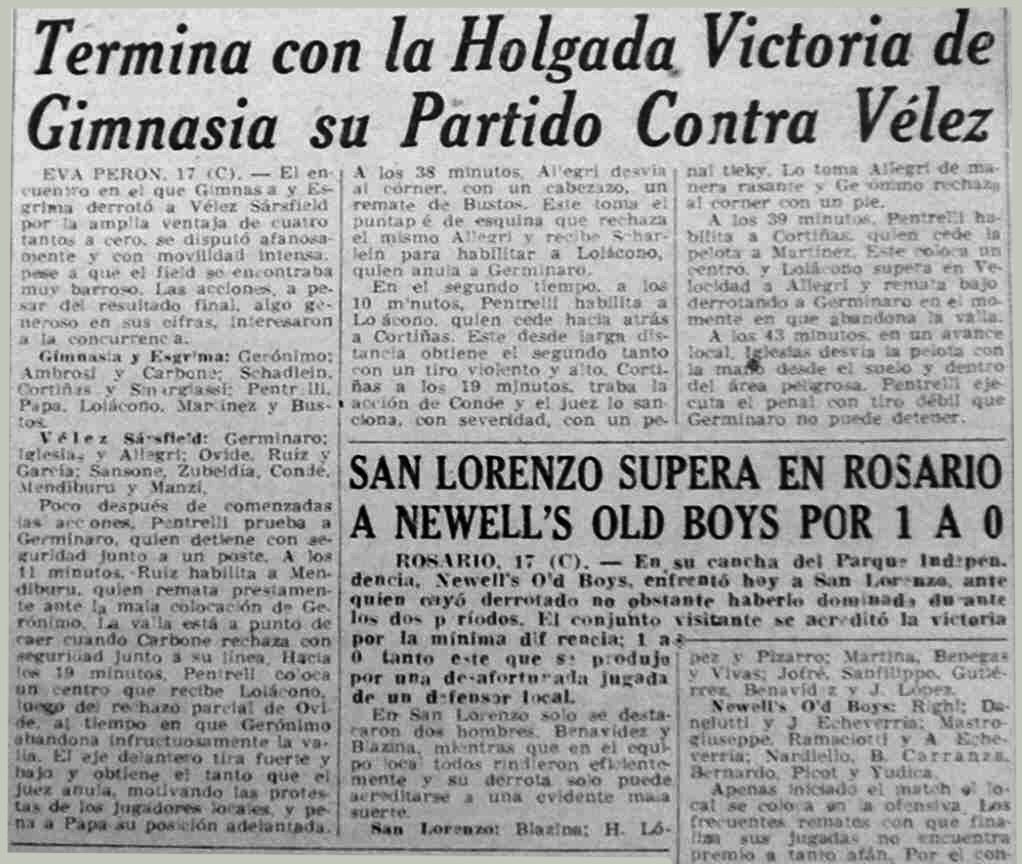 Termina con la Holgada Victoria de
Gimnasia su Partido Contra Vélez
EVA PERON, 17 (C). — El en-
cuentro en el que Gimnas a y Es-
grima derrotó a Vélez Sársfield
por la amplia ventaja de cuatro
tantos a cero, se disputó afanosa-
mente y con movilidad intensa,
pese a que el field se encontraba
muy barroso. Las acciones, a pe-
sar del resultado final, algo ge-
neroso en sus cifras, interesaron
a la concurrencia.
Gimnasia y Esgrima: Gerónimo;
Ambrosi y Carbone; Schadlein,
Cortiñas y Smargiassi; Pentr lli,
Papa, Loiácono, Martínez y Bus-
tos.
Vélez Sársfield: Germinaro;
Iglesias y Allegri; Ovide, Ruiz y
García; Sansone, Zubeldía, Conde,
Mendiburu y Manzi.
Poco después de comenzadas
las acc ones, Pentrelli prueba a
Germinaro, quien detiene con se-
guridad junto a un poste. A los
11 minutos, Ruiz habilita a Men-
diburu, quien remata prestamen-
te ante la mala colocación de Ge-
rónimo. La valla está a punto de
caer cuando Carbone rechaza con
seguridad junto a su línea. Hacia
los 19 minutos, Pentrell coloca
un centro que recibe Loiácono,
luego del rechazo parcial de Ovi-
de, al tiempo en que Gerónimo
abandona infructuosamente la va-
lla. El eje delantero tira fuerte y
bajo y obtiene el tanto que el
juez anula, motivando las protes-
tas de los jugadores locales, y pe-
na a Papa su posición adelantada.
A los 38 minutos, Allegri desvía
al córner, con un cabezazo, un
remate de Bustos. Este toma el
puntap é de esquina que rechaza
el mismo Allegri y recibe Schar-
lein para habilitar a Loiácono,
quien anula a Germinaro.
En el segundo tiempo, a los
10 m'nutos, Pentrelli habilita a
Lo ácono, quien cede hacia atrás
a Cortiñas. Este desde larga dis-
tancia obtiene el segundo tanto
con un tiro violento y alto. Corti-
ñas a los 19 minutos, traba la
acción de Conde y el juez lo san-
ciona, con severidad, con un pe-
nal ticky. Lo toma Allegri de ma-
nera rasante y Gerónimo rechaza
al corner con un pie.
A los 39 minutos, Pentrelli ha-
bilita a Cortiñas, quien cede la
pelota a Martínez. Este coloca un
centro, y Loiácono supera en ve-
locidad a Allegri y remata bajo
derrotando a Germinaro en el mo-
mente en que abandona la valla.
A los 43 minutos, en un avance
local, Iglesias desvía la pelota con
la mano desde el suelo y dentro
del área peligrosa. Pentrelli eje-
cuta el penal con tiro débil que
Germinaro no puede detener.
SAN LORENZO SUPERA EN ROSARIO
A NEWELL'S OLD BOYS POR 1 A 0
ROSARIO, 17 (C). — En su cancha del Parque Indepen-
dencia, Newell's O'd Boys, enfrentó hoy a San Lorenzo, ante
quien cayó derrotado no obstante haberlo dominado du ante
los dos p ríodos. El conjuhto visitante se acreditó la victoria
por la mínima dif rencia; 1 a
0 tanto este que se produjo
por una desafortunada jugada
de un defensor local.
En San Lorenzo solo se desta-
caron dos hombres, Benavídez y
Blazina, mientras que en el equi-
po local todos rindieron eficiente-
mente y su derrota solo puede
acreditarse a una evidente mala
suerte.
San Lorenzo: Blazina; H. Ló-
pez y Pizarro; Martina, Benegas
y Vivas; Jofré, Sanfilippo, Gutié-
rrez, Benavid z y J. López.
Newell's O'd Boys: Righi; Da-
nelutti y J. Echeverría; Mastro-
giuseppe, Ramaciotti y A. Eche-
verría; Nardiello, B. Carranza,
Bernardo, Picot y Yudica.
Apenas iniciado el match el lo-
cal se coloca en la ofensiva. Los
frecuentes remates con que fina-
liza sus jugadas no encuentra
premio a tanto afán. Por el con-